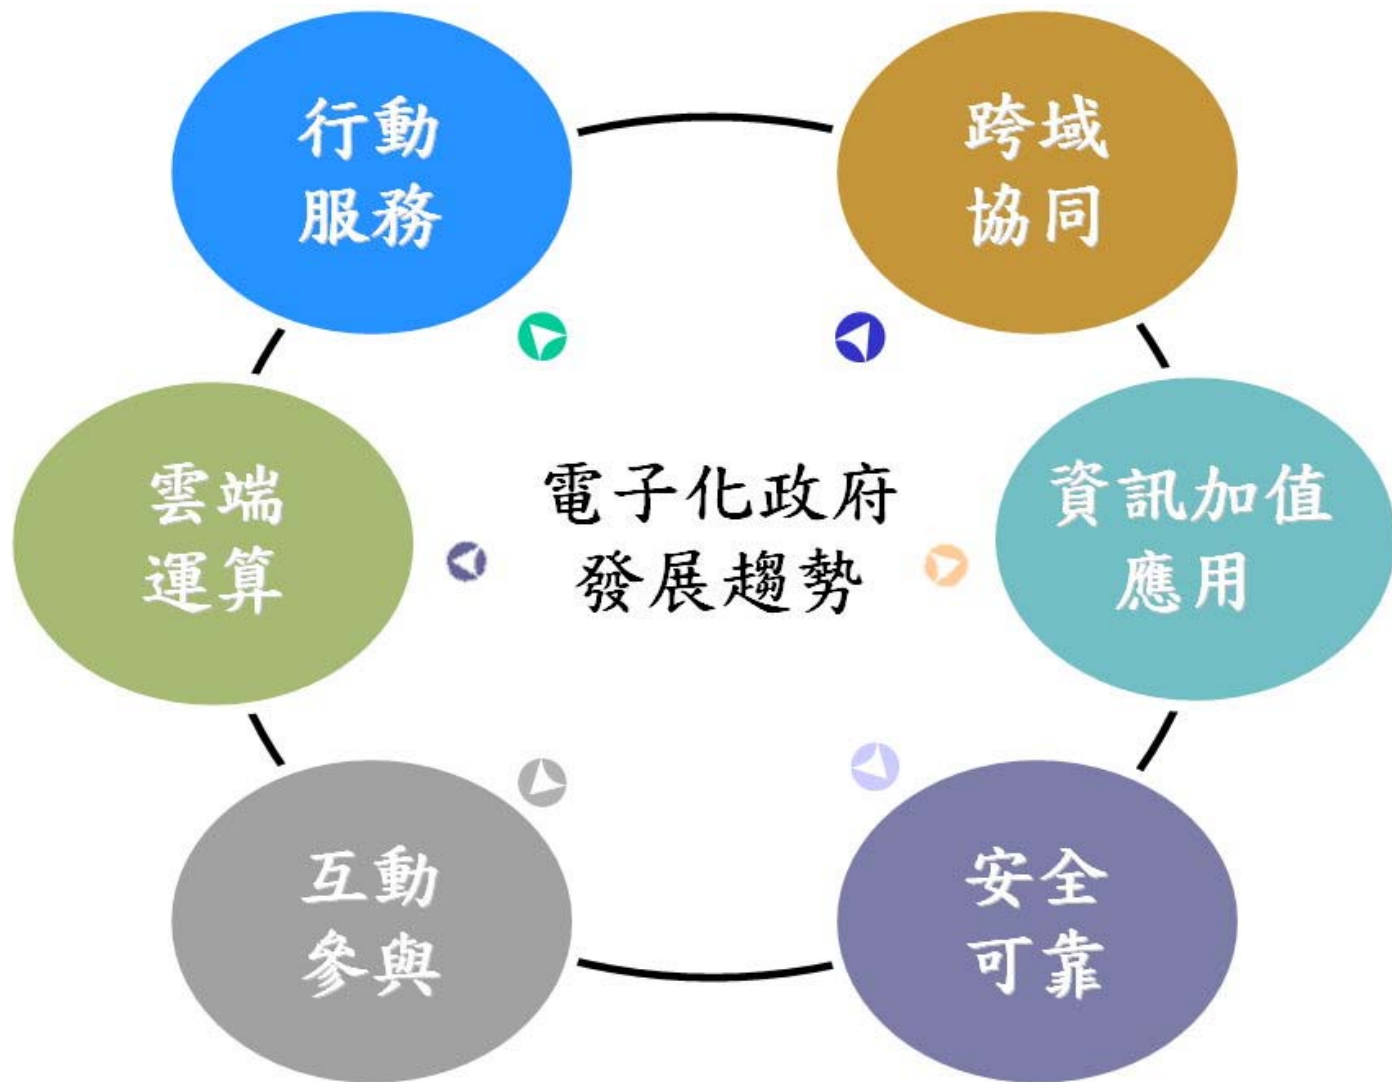 行動
服務
跨域
協同
雲端
運算
電子化政府
發展趨勢
資訊加值
應用
互動
參與
安全
可靠